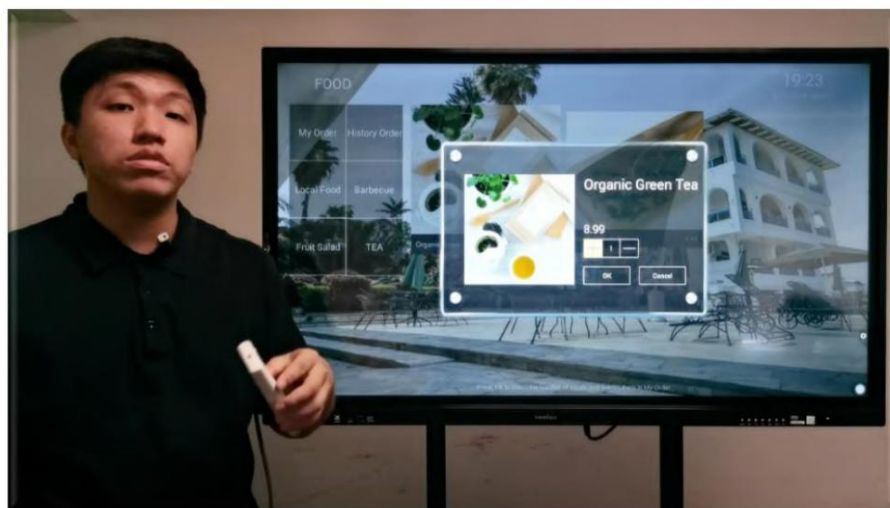 FOOD
19:23
My Order
History Order
Local Food
Barbecue
Fruit Salad
TEA
Organic
Organic Green Tea
8.99
1
OK
Cancel